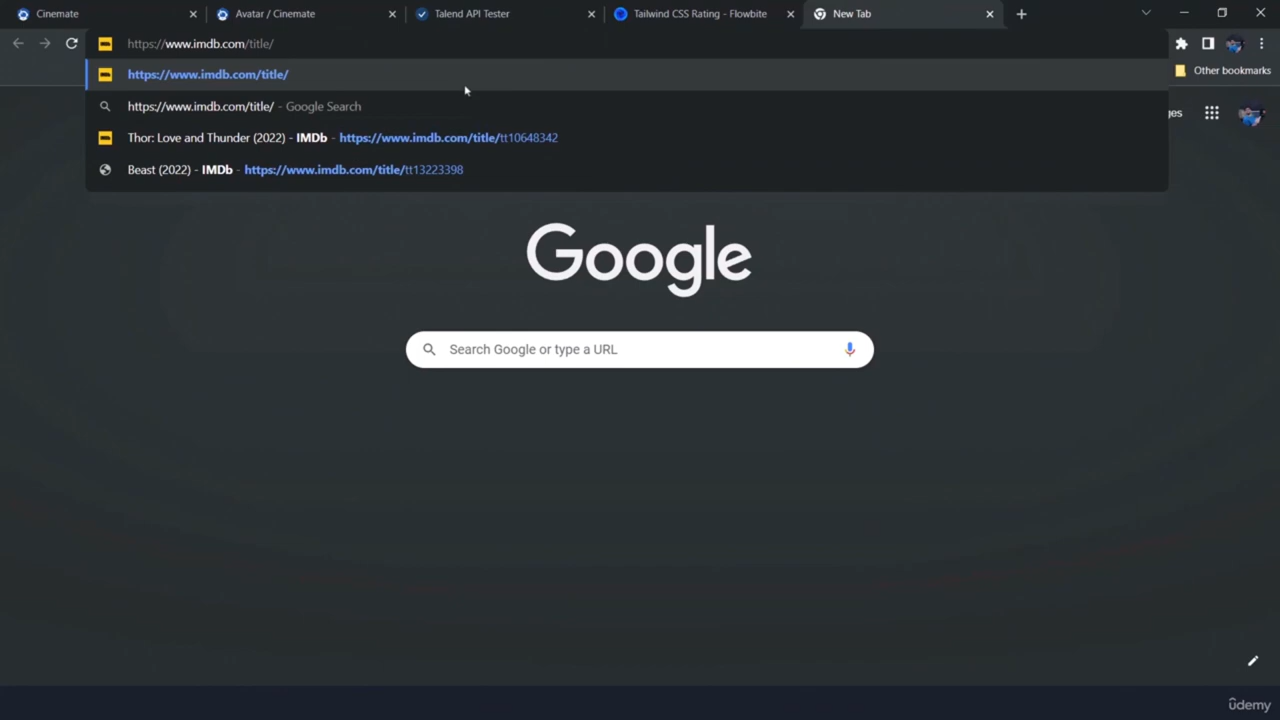 Cinemate
Avatar / Cinemate
Talend API Tester
Tailwind CSS Rating - Flowbite
New Tab
https://www.imdb.com/title/
https://www.imdb.com/title/
Other bookmarks
https://www.imdb.com/title/ - Google Search
ges
Thor: Love and Thunder (2022) - IMDb - https://www.imdb.com/title/tt10648342
Beast (2022) - IMDb - https://www.imdb.com/title/tt13223398
Google
Search Google or type a URL
ûdemy